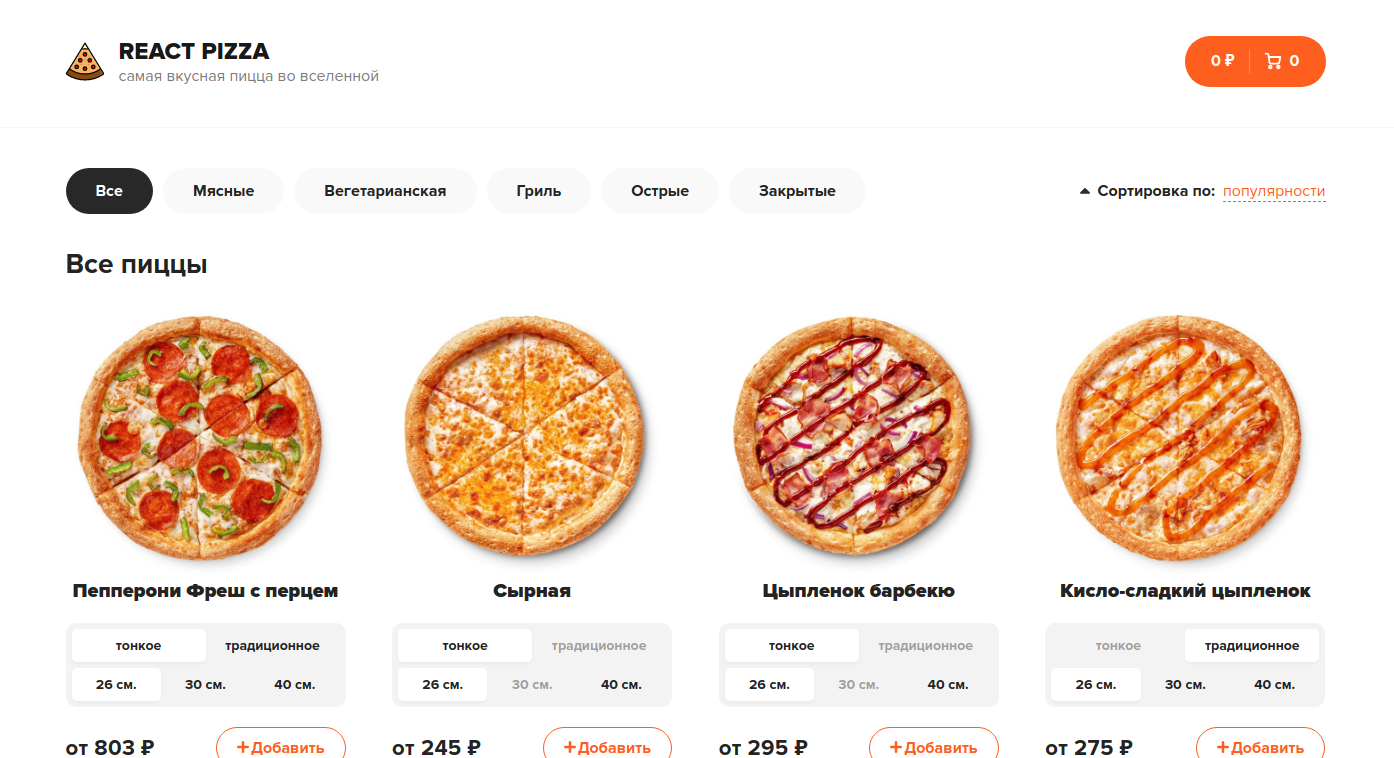 REACT PIZZA
самая вкусная пицца во вселенной
0 ₽ 0
Все Мясные Вегетарианская Гриль Острые Закрытые Сортировка по: популярности
Все пиццы
Пепперони Фреш с перцем Сырная Цыпленок барбекю Кисло-сладкий цыпленок
тонкое традиционное тонкое традиционное тонкое традиционное тонкое традиционное
26 см. 30 см. 40 см. 26 см. 30 см. 40 см. 26 см. 30 см. 40 см. 26 см. 30 см. 40 см.
от 803 ₽ +Добавить от 245 ₽ +Добавить от 295 ₽ +Добавить от 275 ₽ +Добавить